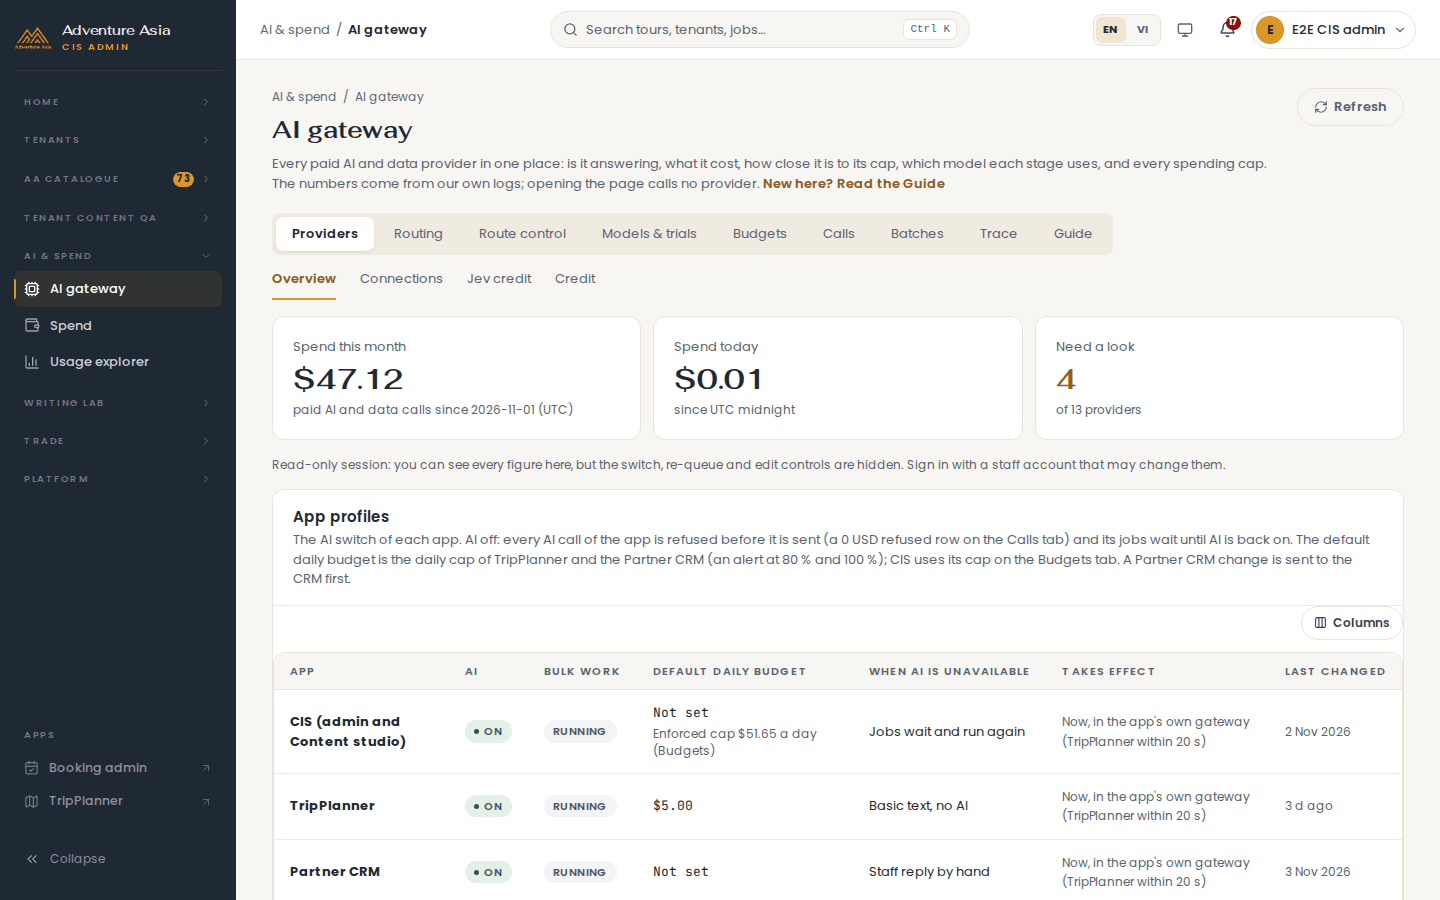 Adventure Asia
CIS ADMIN
HOME
TENANTS
AA CATALOGUE 73
TENANT CONTENT QA
AI & SPEND
AI gateway
Spend
Usage explorer
WRITING LAB
TRADE
PLATFORM
APPS
Booking admin
TripPlanner
Collapse
AI & spend / AI gateway
Search tours, tenants, jobs... Ctrl K
EN VI
17
E E2E CIS admin
AI & spend / AI gateway
AI gateway
Refresh
Every paid AI and data provider in one place: is it answering, what it cost, how close it is to its cap, which model each stage uses, and every spending cap.
The numbers come from our own logs; opening the page calls no provider. New here? Read the Guide
Providers Routing Route control Models & trials Budgets Calls Batches Trace Guide
Overview Connections Jev credit Credit
Spend this month
$47.12
paid AI and data calls since 2026-11-01 (UTC)
Spend today
$0.01
since UTC midnight
Need a look
4
of 13 providers
Read-only session: you can see every figure here, but the switch, re-queue and edit controls are hidden. Sign in with a staff account that may change them.
App profiles
The AI switch of each app. AI off: every AI call of the app is refused before it is sent (a 0 USD refused row on the Calls tab) and its jobs wait until AI is back on. The default
daily budget is the daily cap of TripPlanner and the Partner CRM (an alert at 80 % and 100 %); CIS uses its cap on the Budgets tab. A Partner CRM change is sent to the
CRM first.
Columns
APP AI BULK WORK DEFAULT DAILY BUDGET WHEN AI IS UNAVAILABLE TAKES EFFECT LAST CHANGED
CIS (admin and
Content studio)
ON
RUNNING
Not set
Enforced cap $51.65 a day
(Budgets)
Jobs wait and run again
Now, in the app's own gateway
(TripPlanner within 20 s)
2 Nov 2026
TripPlanner
ON
RUNNING
$5.00
Basic text, no AI
Now, in the app's own gateway
(TripPlanner within 20 s)
3 d ago
Partner CRM
ON
RUNNING
Not set
Staff reply by hand
Now, in the app's own gateway
(TripPlanner within 20 s)
3 Nov 2026